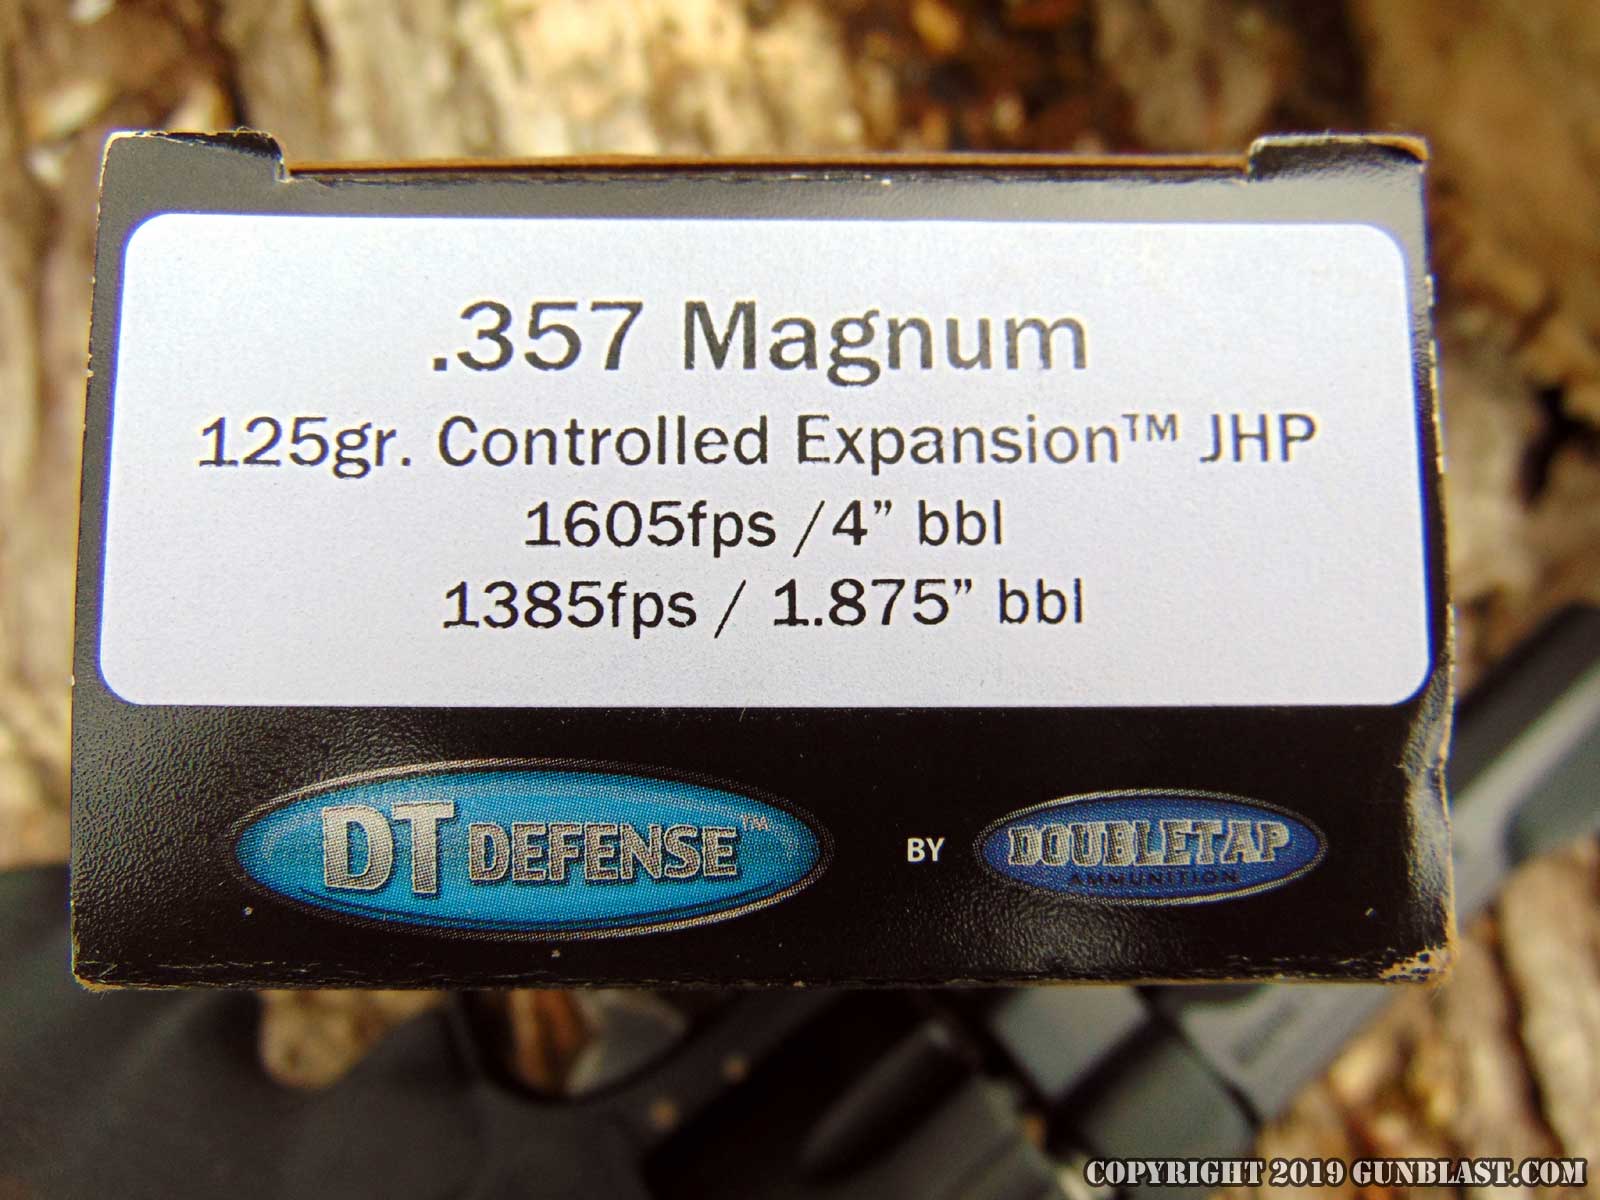 .357 Magnum
125gr. Controlled Expansion™ JHP
1605fps /4” bbl
1385fps / 1.875” bbl
DT DEFENSE™ BY DOUBLETAP
AMMUNITION
COPYRIGHT 2019 GUNBLAST.COM